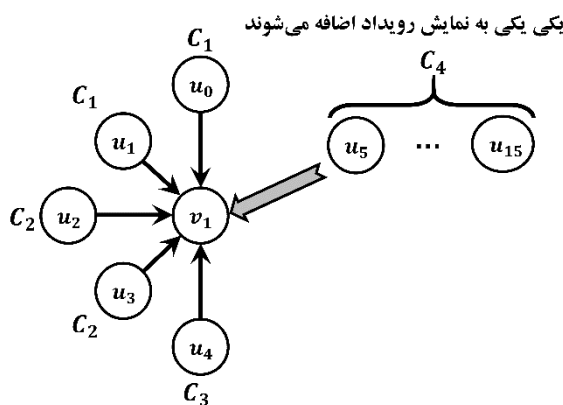 یکی یکی به نمایش رویداد اضافه می‌شوند
C₁
C₄
u₀
C₁
u₁
u₅ ... u₁₅
C₂
u₂
v₁
u₃
C₂
u₄
C₃